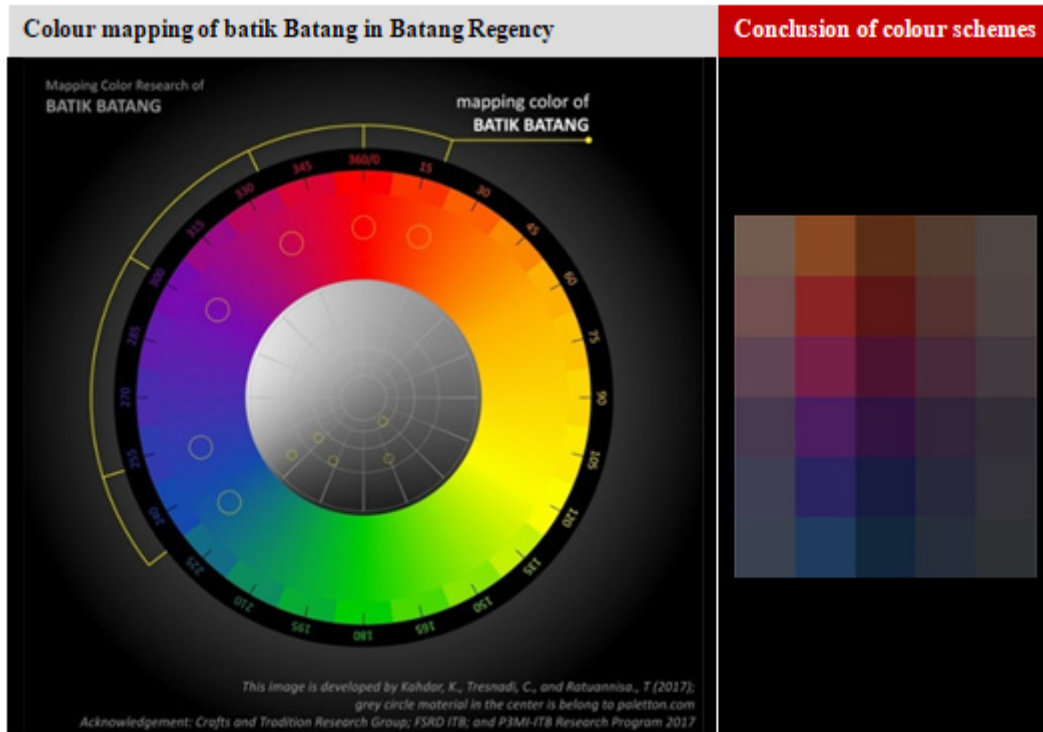 Colour mapping of batik Batang in Batang Regency
Conclusion of colour schemes
Mapping Color Research of
BATIK BATANG
mapping color of
BATIK BATANG
360/0
15
30
45
60
75
90
105
120
135
150
165
180
195
210
225
240
255
270
285
300
315
330
345
This image is developed by Kahdar, K., Tresnadi, C., and Ratuannisa., T (2017);
grey circle material in the center is belong to paletton.com
Acknowledgement: Crafts and Tradition Research Group; FSRD ITB; and P3MI-ITB Research Program 2017